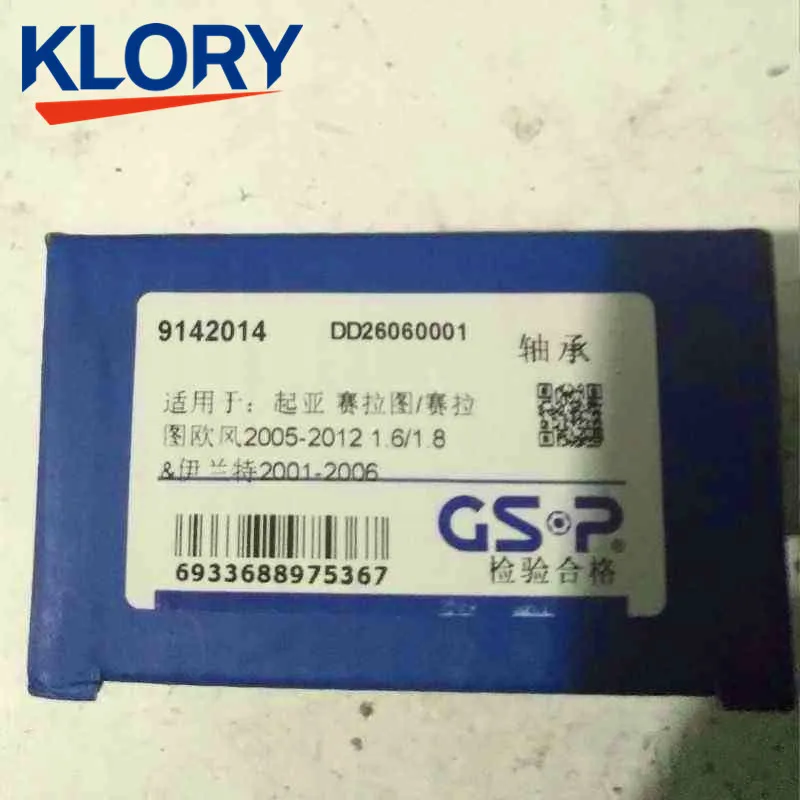 KLORY
9142014 DD26060001 轴承
适用于：起亚 赛拉图/赛拉
图欧风2005-2012 1.6/1.8
&伊兰特2001-2006
GSP®
6933688975367
检验合格